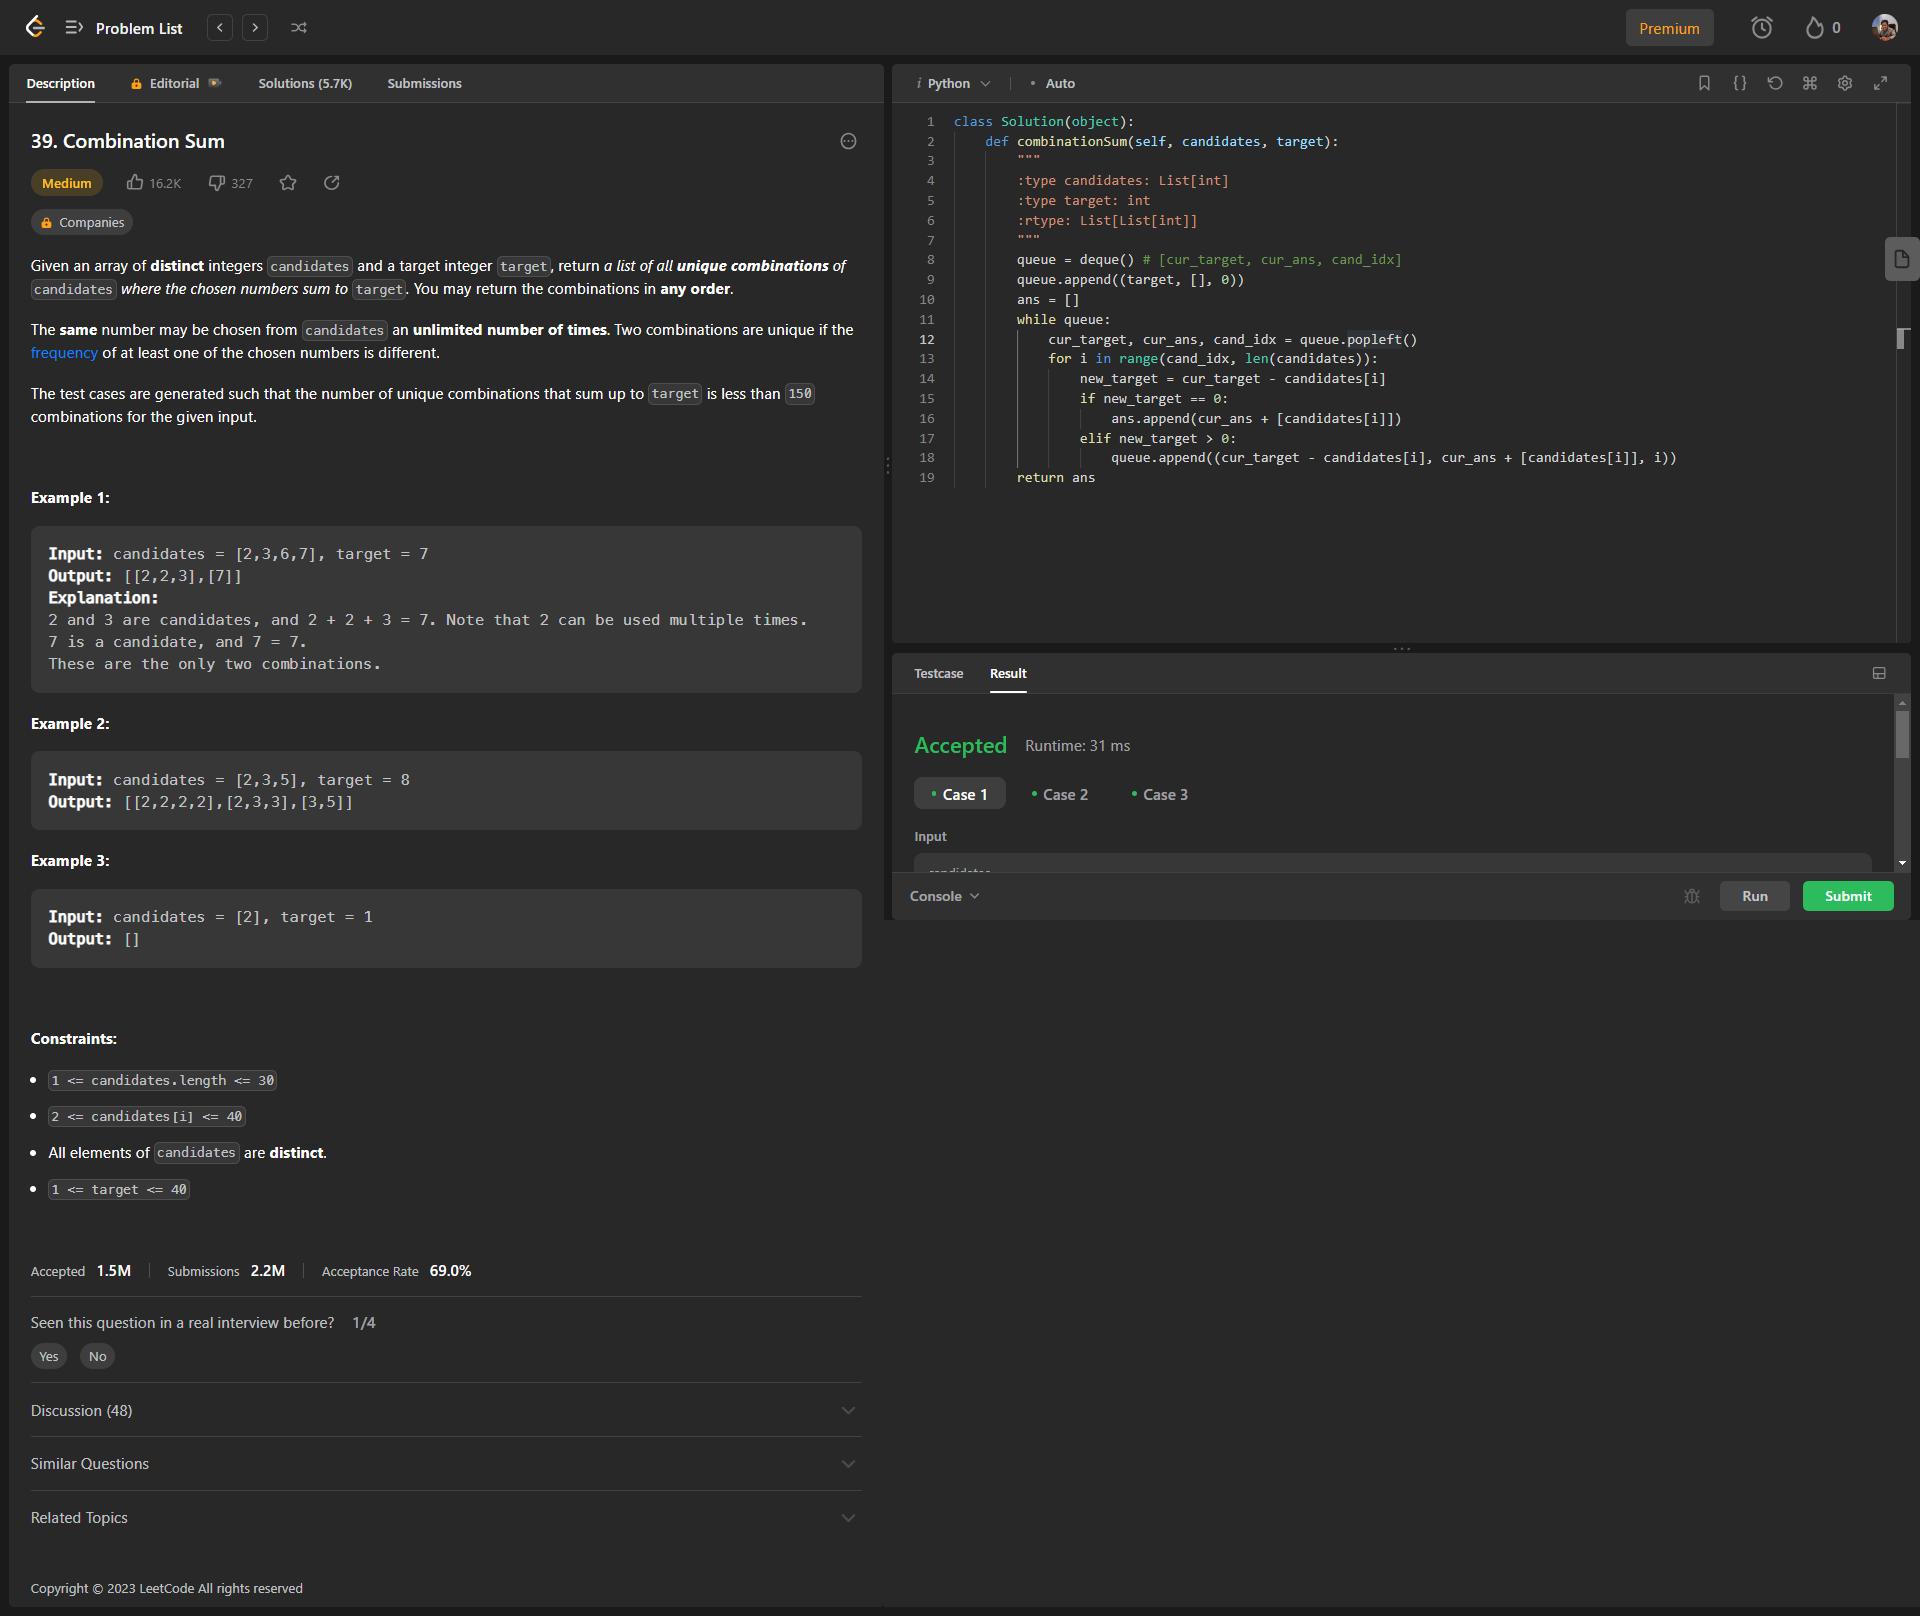 Problem List
Premium
0
Description
Editorial
Solutions (5.7K)
Submissions
39. Combination Sum
Medium
16.2K
327
Companies
Given an array of distinct integers candidates and a target integer target, return a list of all unique combinations of
candidates where the chosen numbers sum to target. You may return the combinations in any order.
The same number may be chosen from candidates an unlimited number of times. Two combinations are unique if the
frequency of at least one of the chosen numbers is different.
The test cases are generated such that the number of unique combinations that sum up to target is less than 150
combinations for the given input.
Example 1:
Input: candidates = [2,3,6,7], target = 7
Output: [[2,2,3],[7]]
Explanation:
2 and 3 are candidates, and 2 + 2 + 3 = 7. Note that 2 can be used multiple times.
7 is a candidate, and 7 = 7.
These are the only two combinations.
Example 2:
Input: candidates = [2,3,5], target = 8
Output: [[2,2,2,2],[2,3,3],[3,5]]
Example 3:
Input: candidates = [2], target = 1
Output: []
Constraints:
1 <= candidates.length <= 30
2 <= candidates[i] <= 40
All elements of candidates are distinct.
1 <= target <= 40
Accepted 1.5M
Submissions 2.2M
Acceptance Rate 69.0%
Seen this question in a real interview before? 1/4
Yes
No
Discussion (48)
Similar Questions
Related Topics
Copyright © 2023 LeetCode All rights reserved
i Python
• Auto
1 class Solution(object):
2 def combinationSum(self, candidates, target):
3 """
4 :type candidates: List[int]
5 :type target: int
6 :rtype: List[List[int]]
7 """
8 queue = deque() # [cur_target, cur_ans, cand_idx]
9 queue.append((target, [], 0))
10 ans = []
11 while queue:
12 cur_target, cur_ans, cand_idx = queue.popleft()
13 for i in range(cand_idx, len(candidates)):
14 new_target = cur_target - candidates[i]
15 if new_target == 0:
16 ans.append(cur_ans + [candidates[i]])
17 elif new_target > 0:
18 queue.append((cur_target - candidates[i], cur_ans + [candidates[i]], i))
19 return ans
Testcase
Result
Accepted
Runtime: 31 ms
• Case 1
• Case 2
• Case 3
Input
Console
Run
Submit